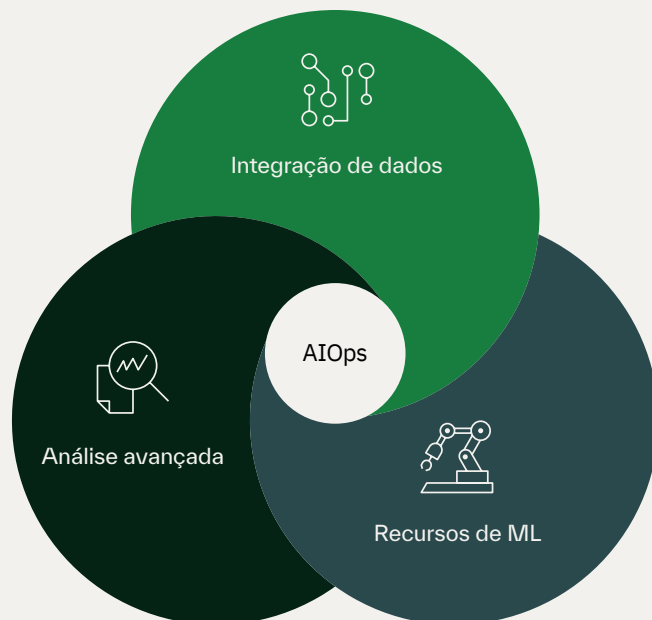 Integração de dados
AIOps
Análise avançada
Recursos de ML